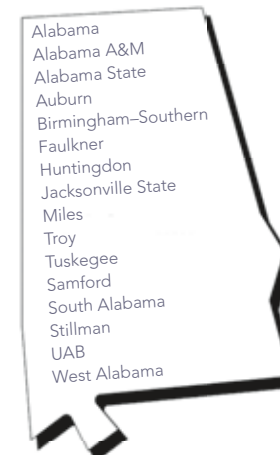 Alabama
Alabama A&M
Alabama State
Auburn
Birmingham–Southern
Faulkner
Huntingdon
Jacksonville State
Miles
Troy
Tuskegee
Samford
South Alabama
Stillman
UAB
West Alabama